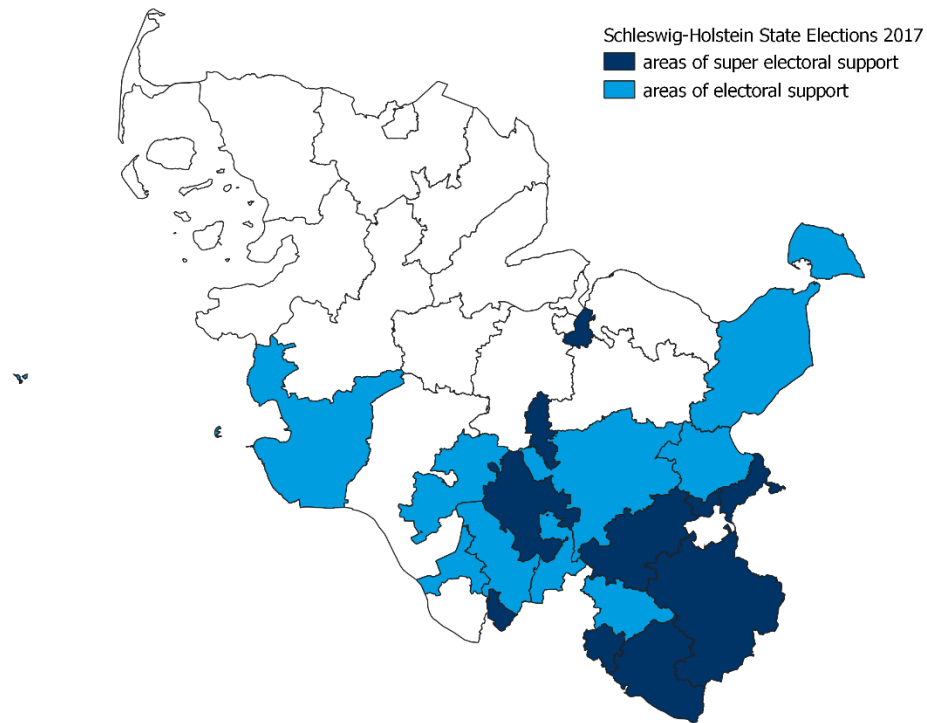 Schleswig-Holstein State Elections 2017
areas of super electoral support
areas of electoral support